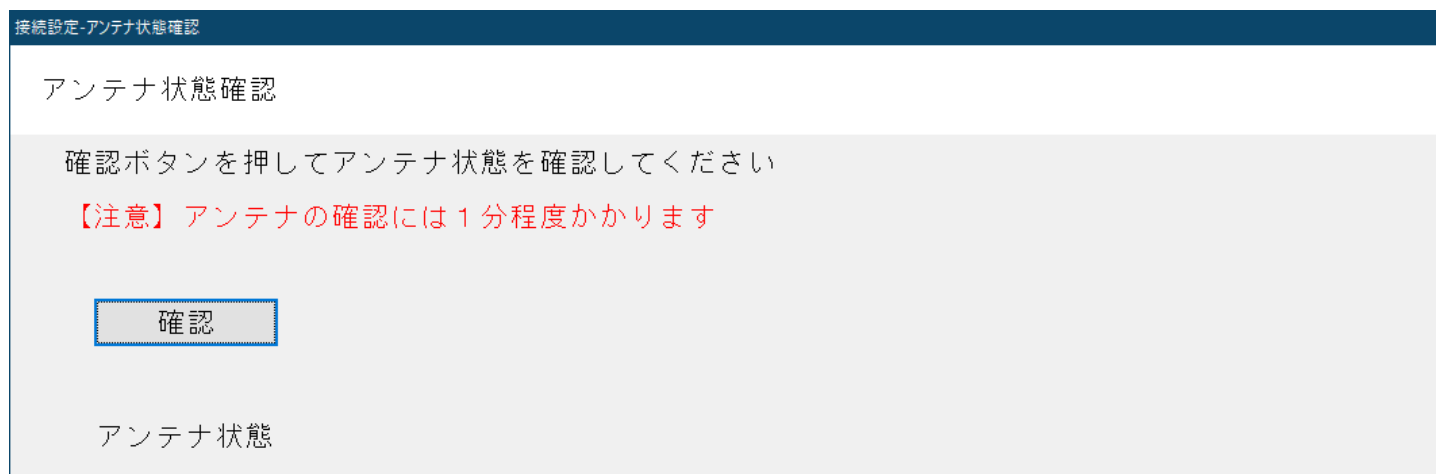 接続設定-アンテナ状態確認
アンテナ状態確認
確認ボタンを押してアンテナ状態を確認してください
【注意】アンテナの確認には１分程度かかります
確認
アンテナ状態